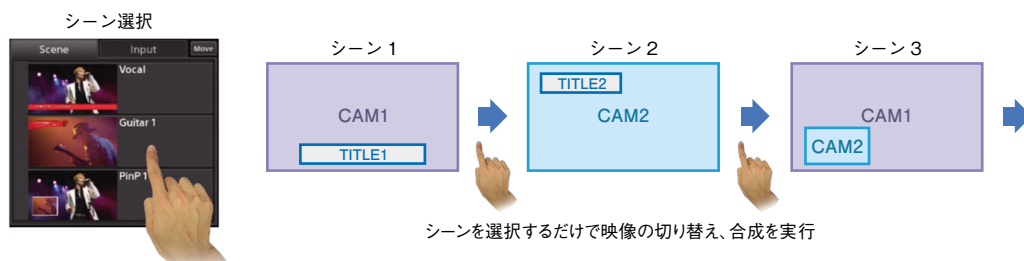 シーン選択
Scene
Input
Move
Vocal
Guitar 1
PinP 1
シーン 1
CAM1
TITLE1
シーン 2
TITLE2
CAM2
シーン 3
CAM1
CAM2
シーンを選択するだけで映像の切り替え、合成を実行